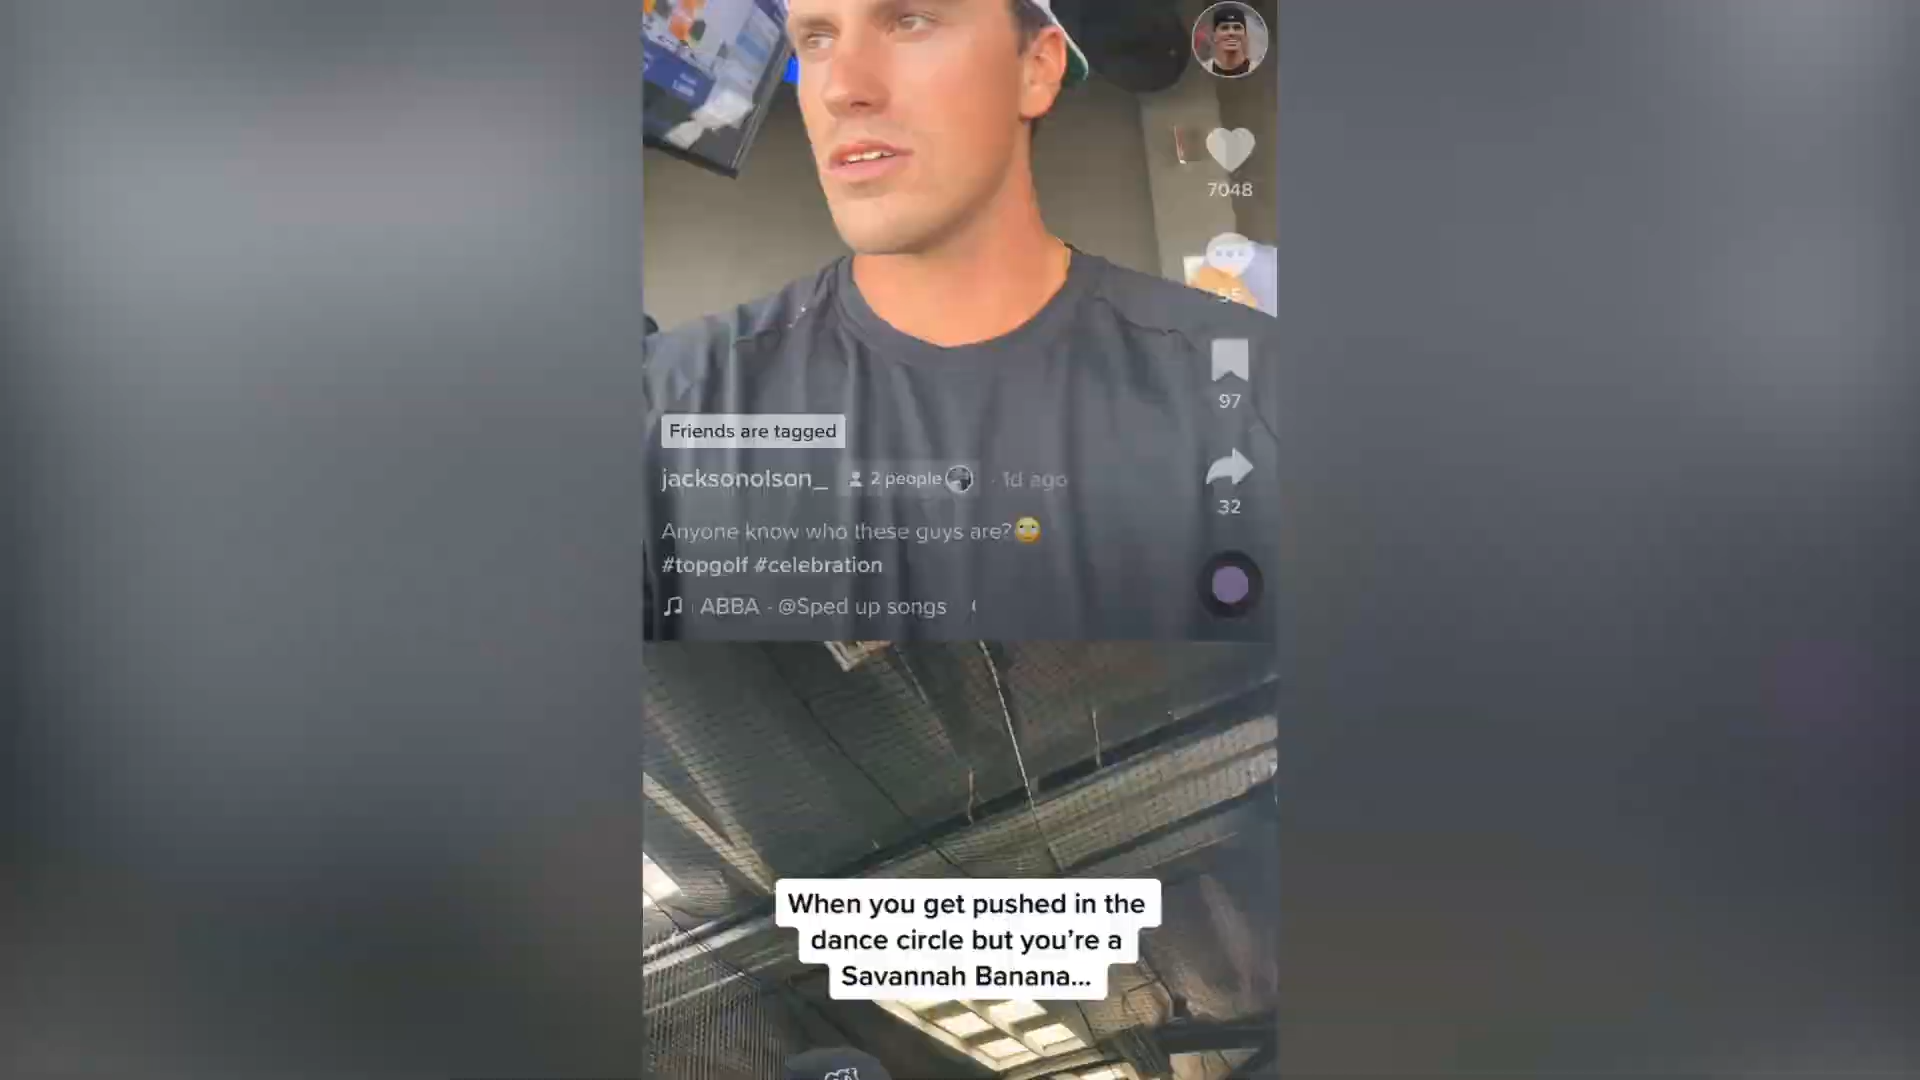 7048
55
97
32
Friends are tagged
jacksonolson_ 2 people · 1d ago
Anyone know who these guys are?🙄
#topgolf #celebration
ABBA - @Sped up songs
When you get pushed in the
dance circle but you’re a
Savannah Banana...